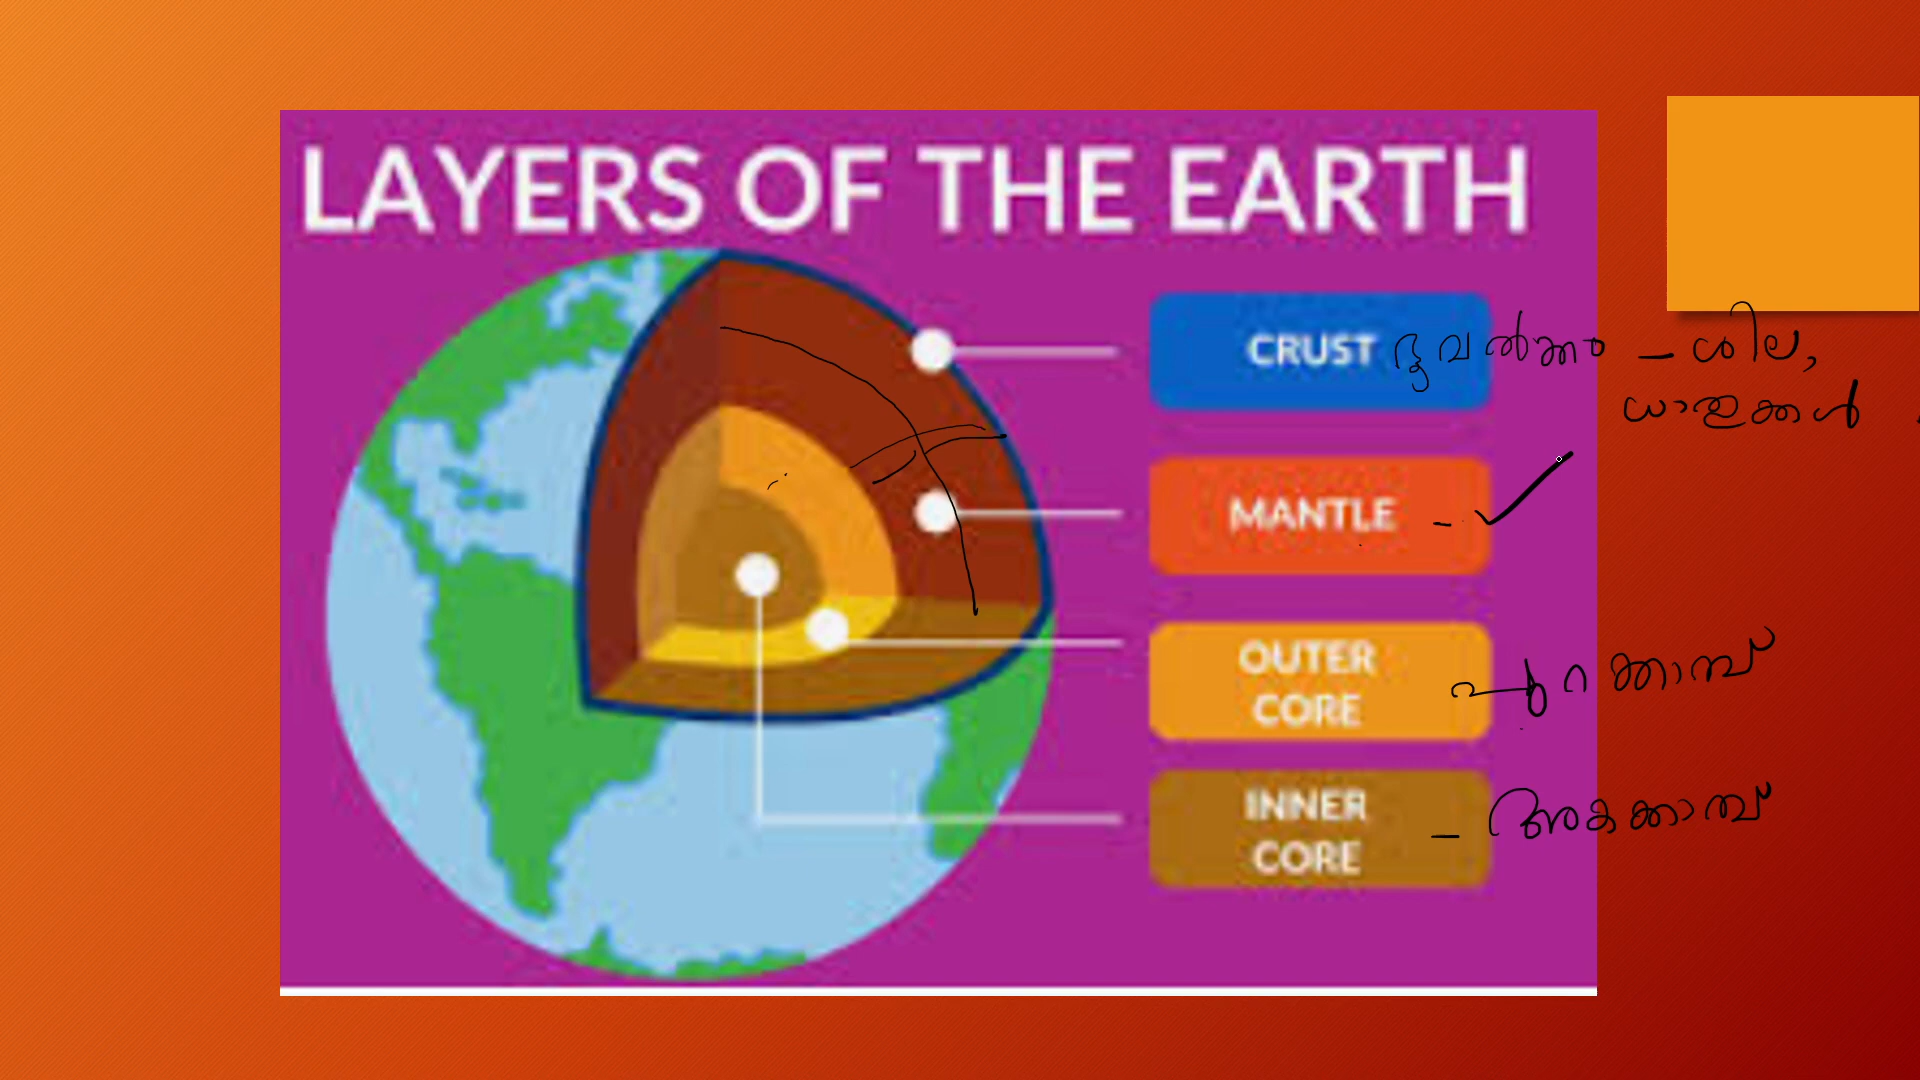 LAYERS OF THE EARTH
CRUST ഭൂവൽക്കം - ശില,
ധാതുക്കൾ
MANTLE -
OUTER
CORE - പുറക്കാമ്പ്
INNER
CORE - അകക്കാമ്പ്